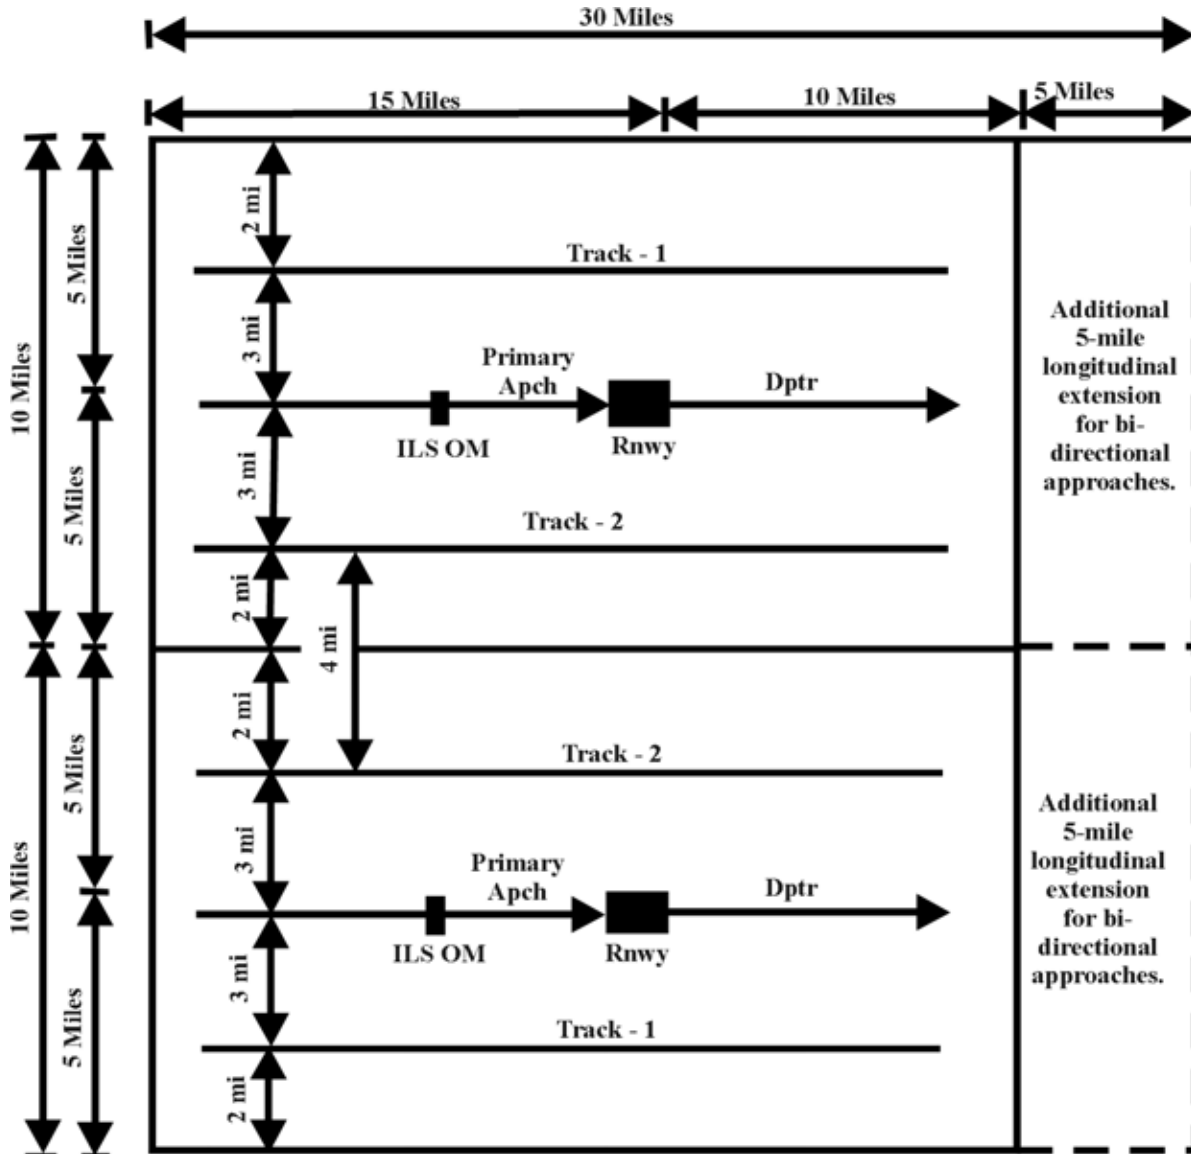 30 Miles
15 Miles
10 Miles
5 Miles
2 mi
Track - 1
5 Miles
3 mi
Additional
5-mile
longitudinal
extension
for bi-
directional
approaches.
10 Miles
Primary
Apch
Dptr
ILS OM
Rnwy
5 Miles
3 mi
Track - 2
2 mi
4 mi
2 mi
5 Miles
Track - 2
3 mi
Additional
5-mile
longitudinal
extension
for bi-
directional
approaches.
10 Miles
Primary
Apch
Dptr
ILS OM
Rnwy
5 Miles
3 mi
Track - 1
2 mi